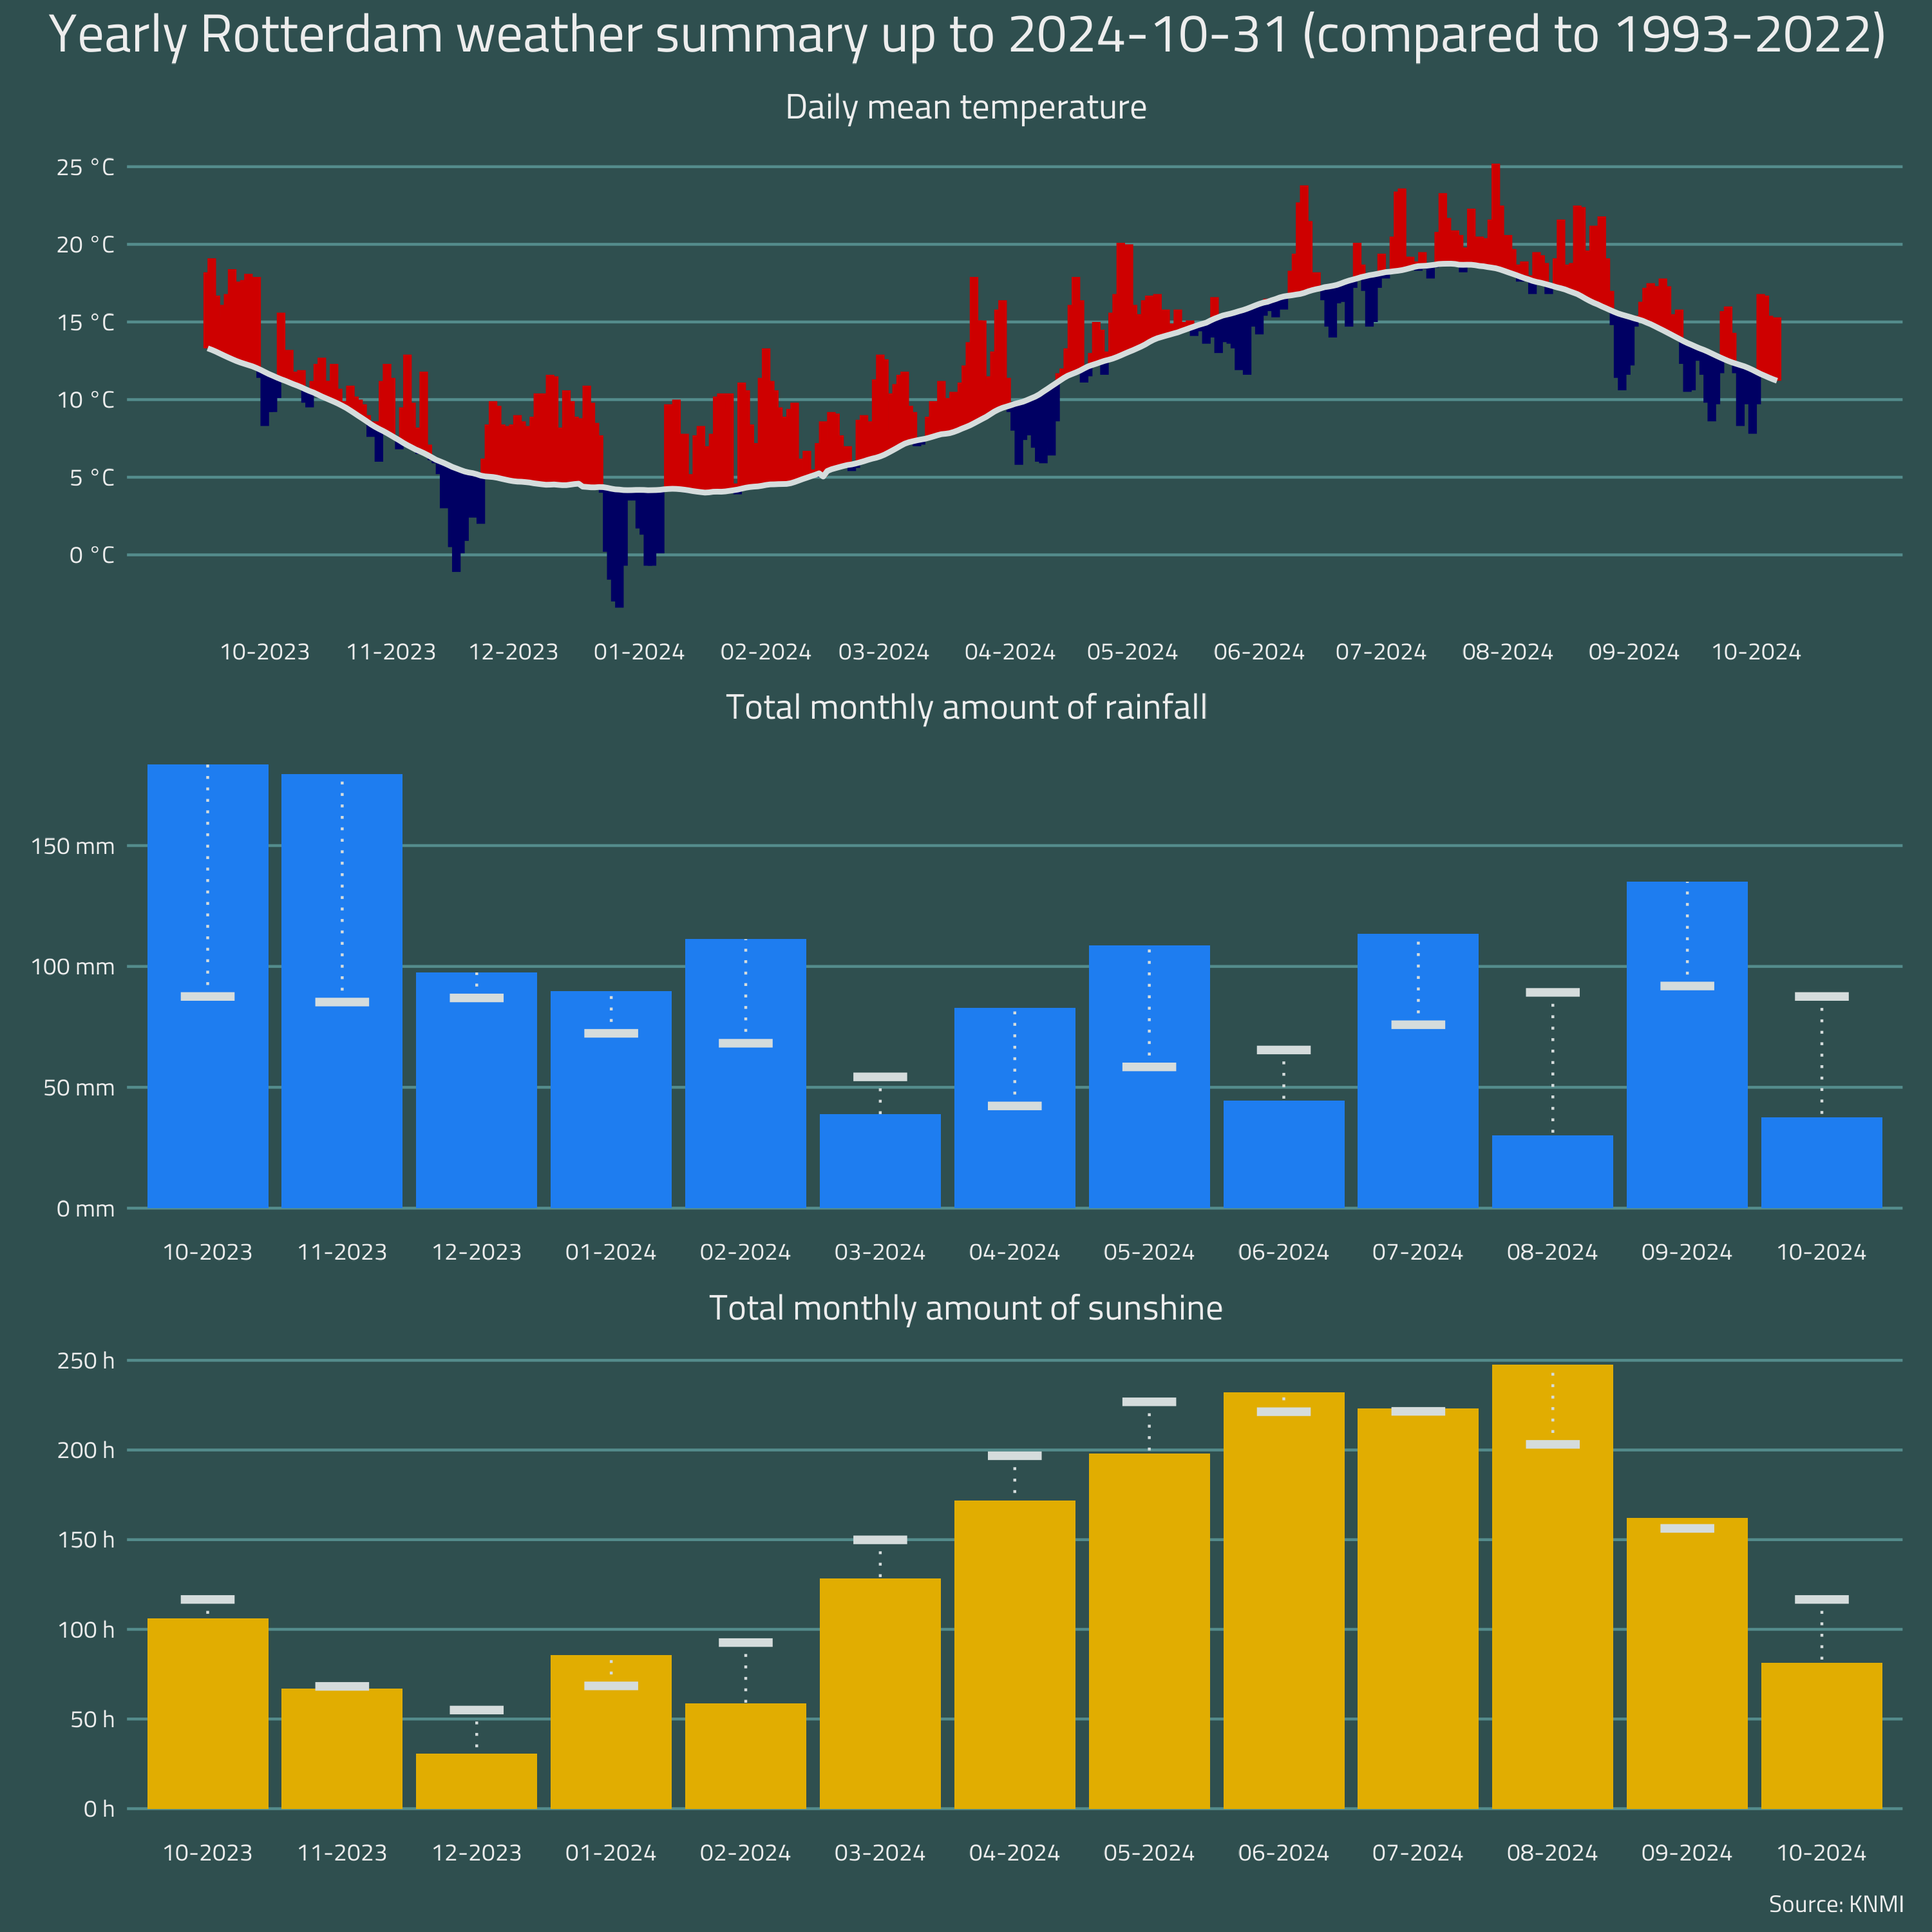 Yearly Rotterdam weather summary up to 2024-10-31 (compared to 1993-2022)
Daily mean temperature
25 °C
20 °C
15 °C
10 °C
5 °C
0 °C
10-2023 11-2023 12-2023 01-2024 02-2024 03-2024 04-2024 05-2024 06-2024 07-2024 08-2024 09-2024 10-2024
Total monthly amount of rainfall
150 mm
100 mm
50 mm
0 mm
10-2023 11-2023 12-2023 01-2024 02-2024 03-2024 04-2024 05-2024 06-2024 07-2024 08-2024 09-2024 10-2024
Total monthly amount of sunshine
250 h
200 h
150 h
100 h
50 h
0 h
10-2023 11-2023 12-2023 01-2024 02-2024 03-2024 04-2024 05-2024 06-2024 07-2024 08-2024 09-2024 10-2024
Source: KNMI